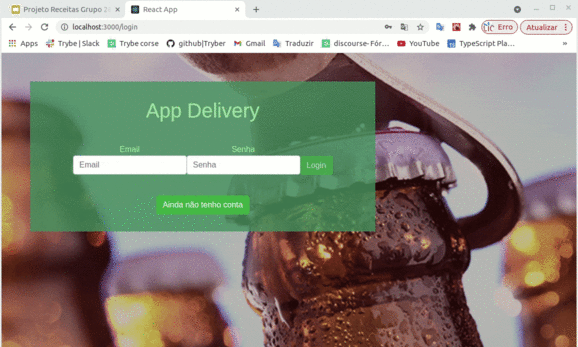 Projeto Receitas Grupo 2
React App
localhost:3000/login
Erro
Atualizar
Apps
Trybe | Slack
Trybe corse
github|Tryber
Gmail
Traduzir
discourse- Fór...
YouTube
TypeScript Pla...
»
App Delivery
Email
Senha
Email
Senha
Login
Ainda não tenho conta